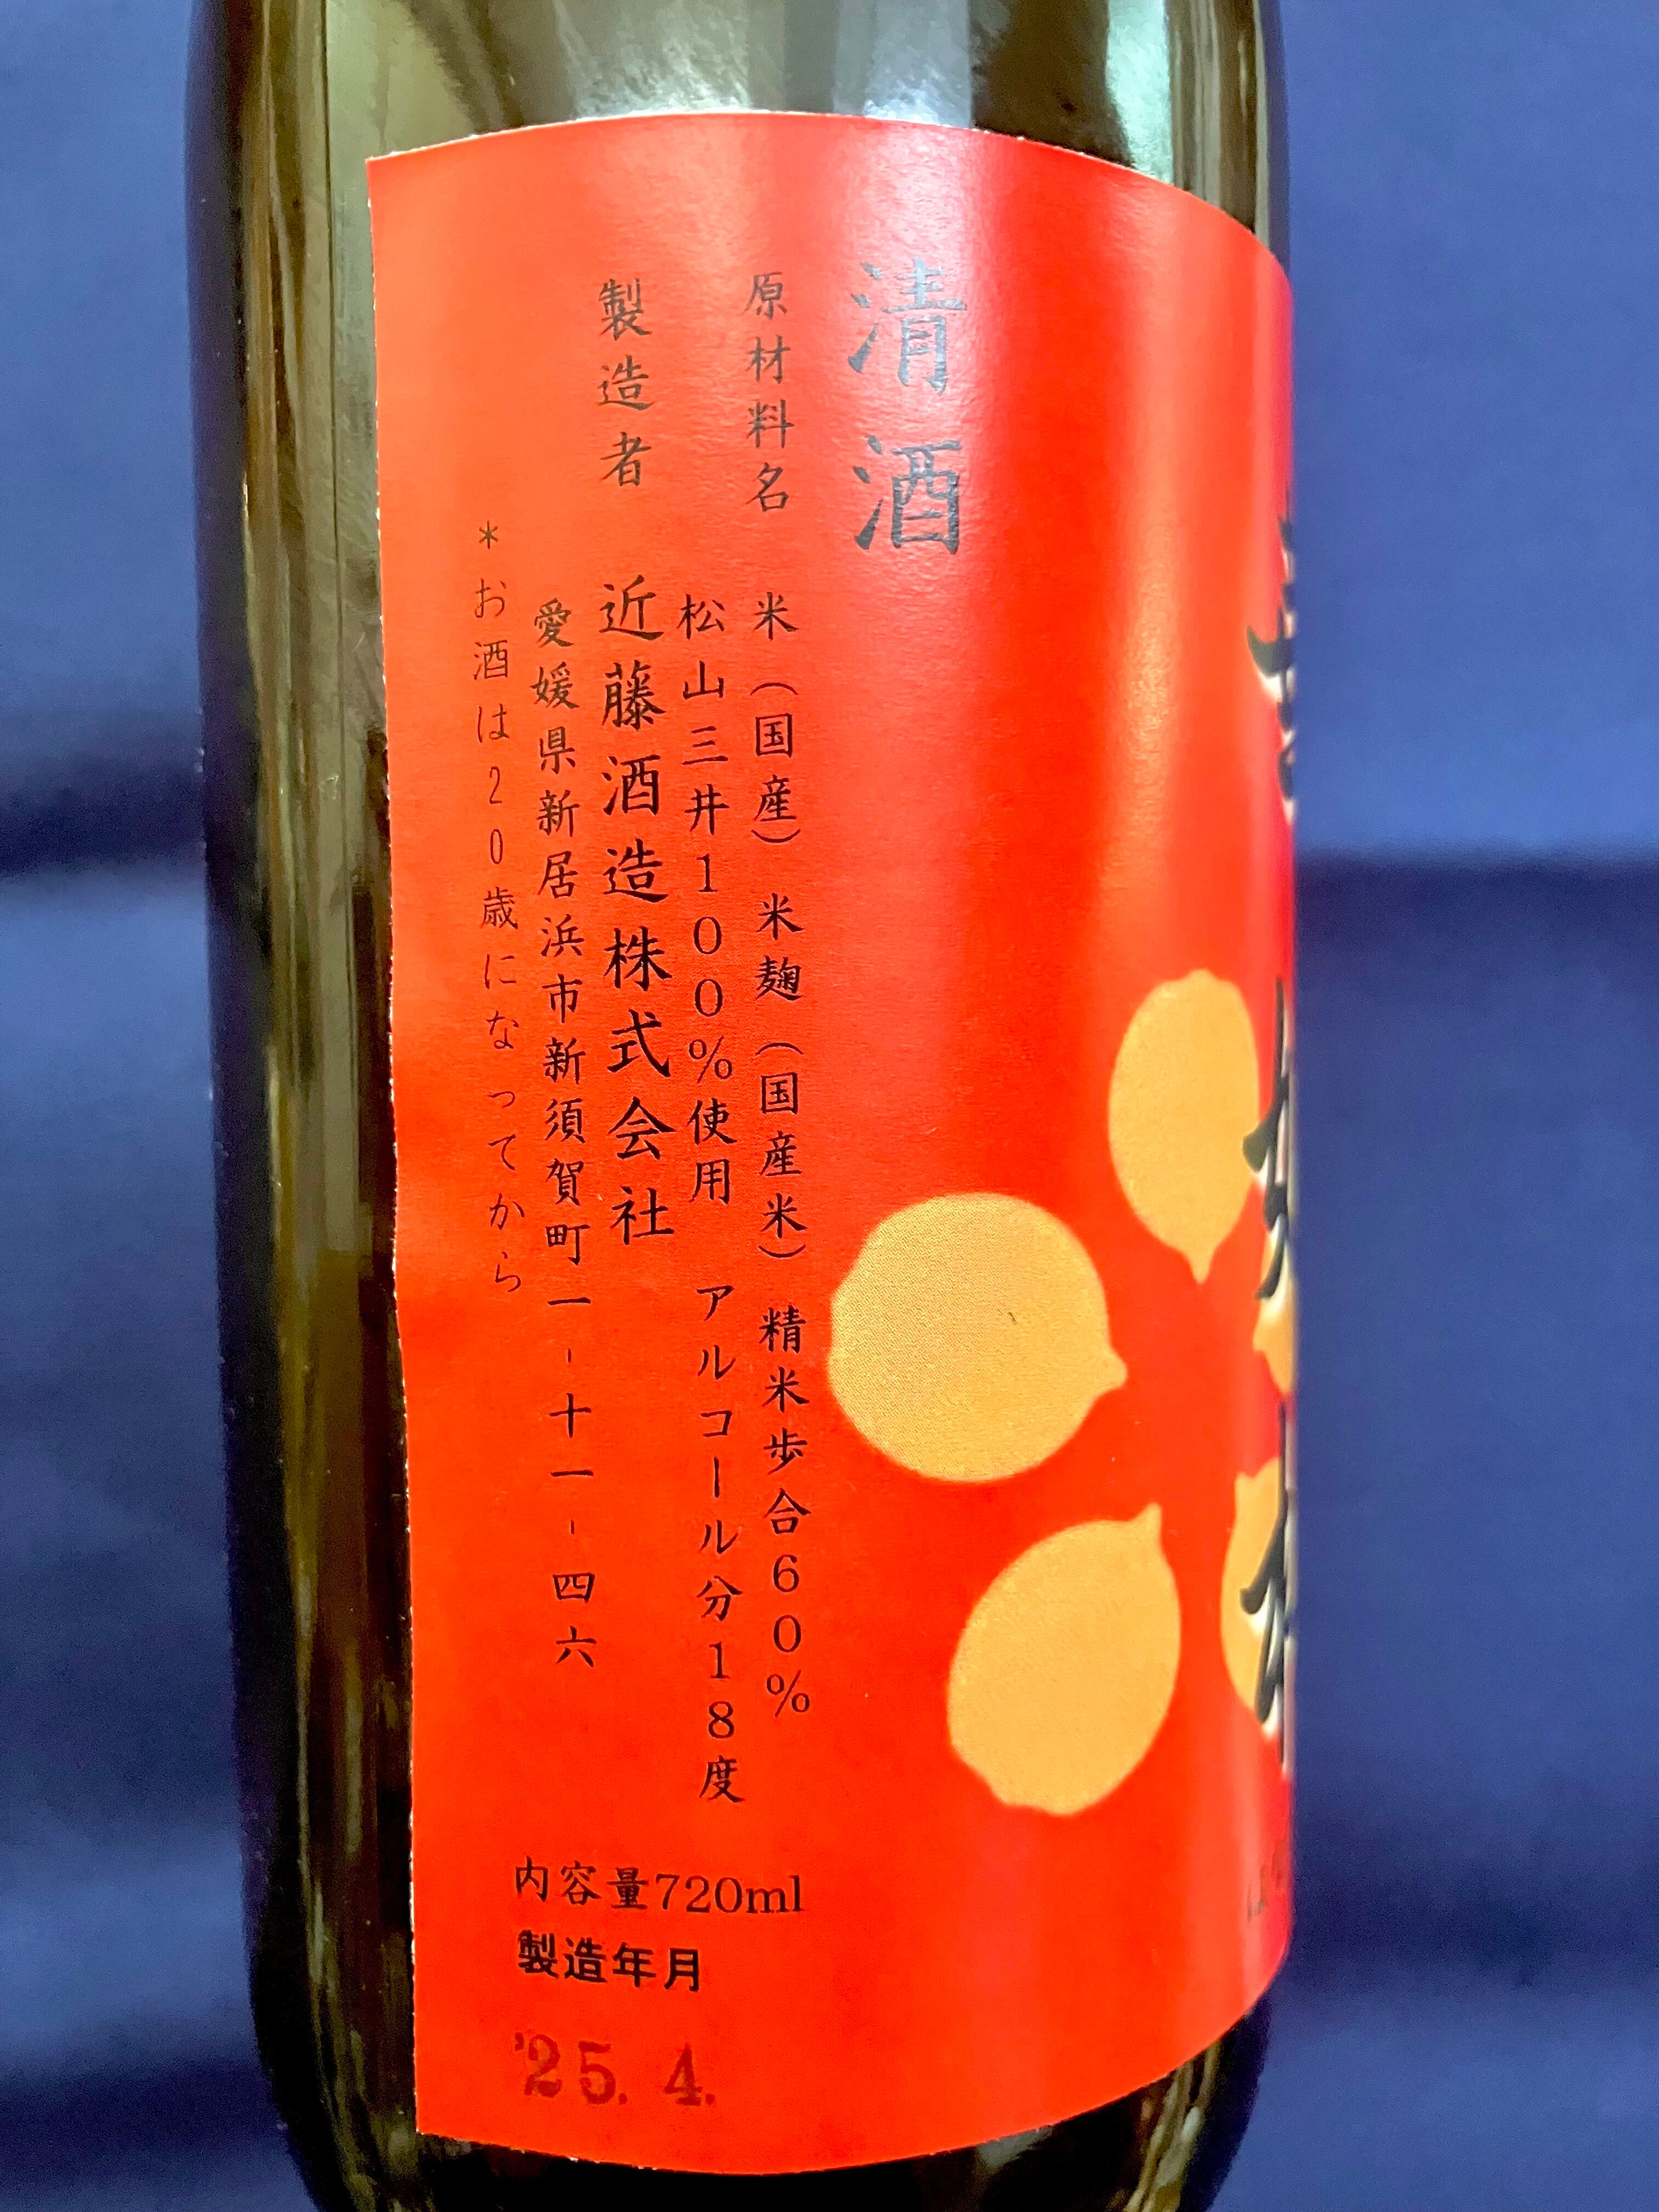 清酒
原材料名 米(国産)米麹(国産米) 精米歩合60%
松山三井100%使用 アルコール分18度
製造者 近藤酒造株式会社
愛媛県新居浜市新須賀町一-十一-四六
*お酒は20歳になってから
内容量720ml
製造年月
'25.4.